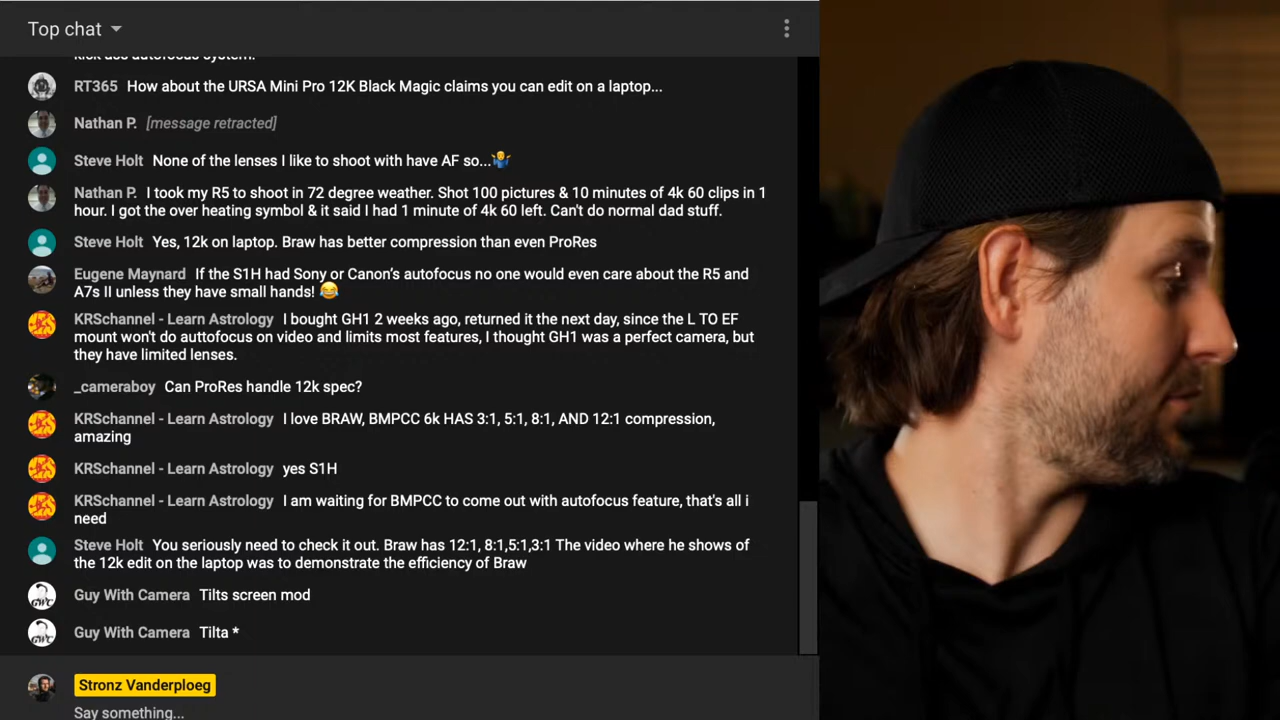 Top chat
kick ass autofocus system.
RT365 How about the URSA Mini Pro 12K Black Magic claims you can edit on a laptop...
Nathan P. [message retracted]
Steve Holt None of the lenses I like to shoot with have AF so...🤷‍♂️
Nathan P. I took my R5 to shoot in 72 degree weather. Shot 100 pictures & 10 minutes of 4k 60 clips in 1
hour. I got the over heating symbol & it said I had 1 minute of 4k 60 left. Can't do normal dad stuff.
Steve Holt Yes, 12k on laptop. Braw has better compression than even ProRes
Eugene Maynard If the S1H had Sony or Canon's autofocus no one would even care about the R5 and
A7s II unless they have small hands! 😂
KRSchannel - Learn Astrology I bought GH1 2 weeks ago, returned it the next day, since the L TO EF
mount won't do auttofocus on video and limits most features, I thought GH1 was a perfect camera, but
they have limited lenses.
_cameraboy Can ProRes handle 12k spec?
KRSchannel - Learn Astrology I love BRAW, BMPCC 6k HAS 3:1, 5:1, 8:1, AND 12:1 compression,
amazing
KRSchannel - Learn Astrology yes S1H
KRSchannel - Learn Astrology I am waiting for BMPCC to come out with autofocus feature, that's all i
need
Steve Holt You seriously need to check it out. Braw has 12:1, 8:1,5:1,3:1 The video where he shows of
the 12k edit on the laptop was to demonstrate the efficiency of Braw
GWC Guy With Camera Tilts screen mod
GWC Guy With Camera Tilta *
Stronz Vanderploeg
Say something...